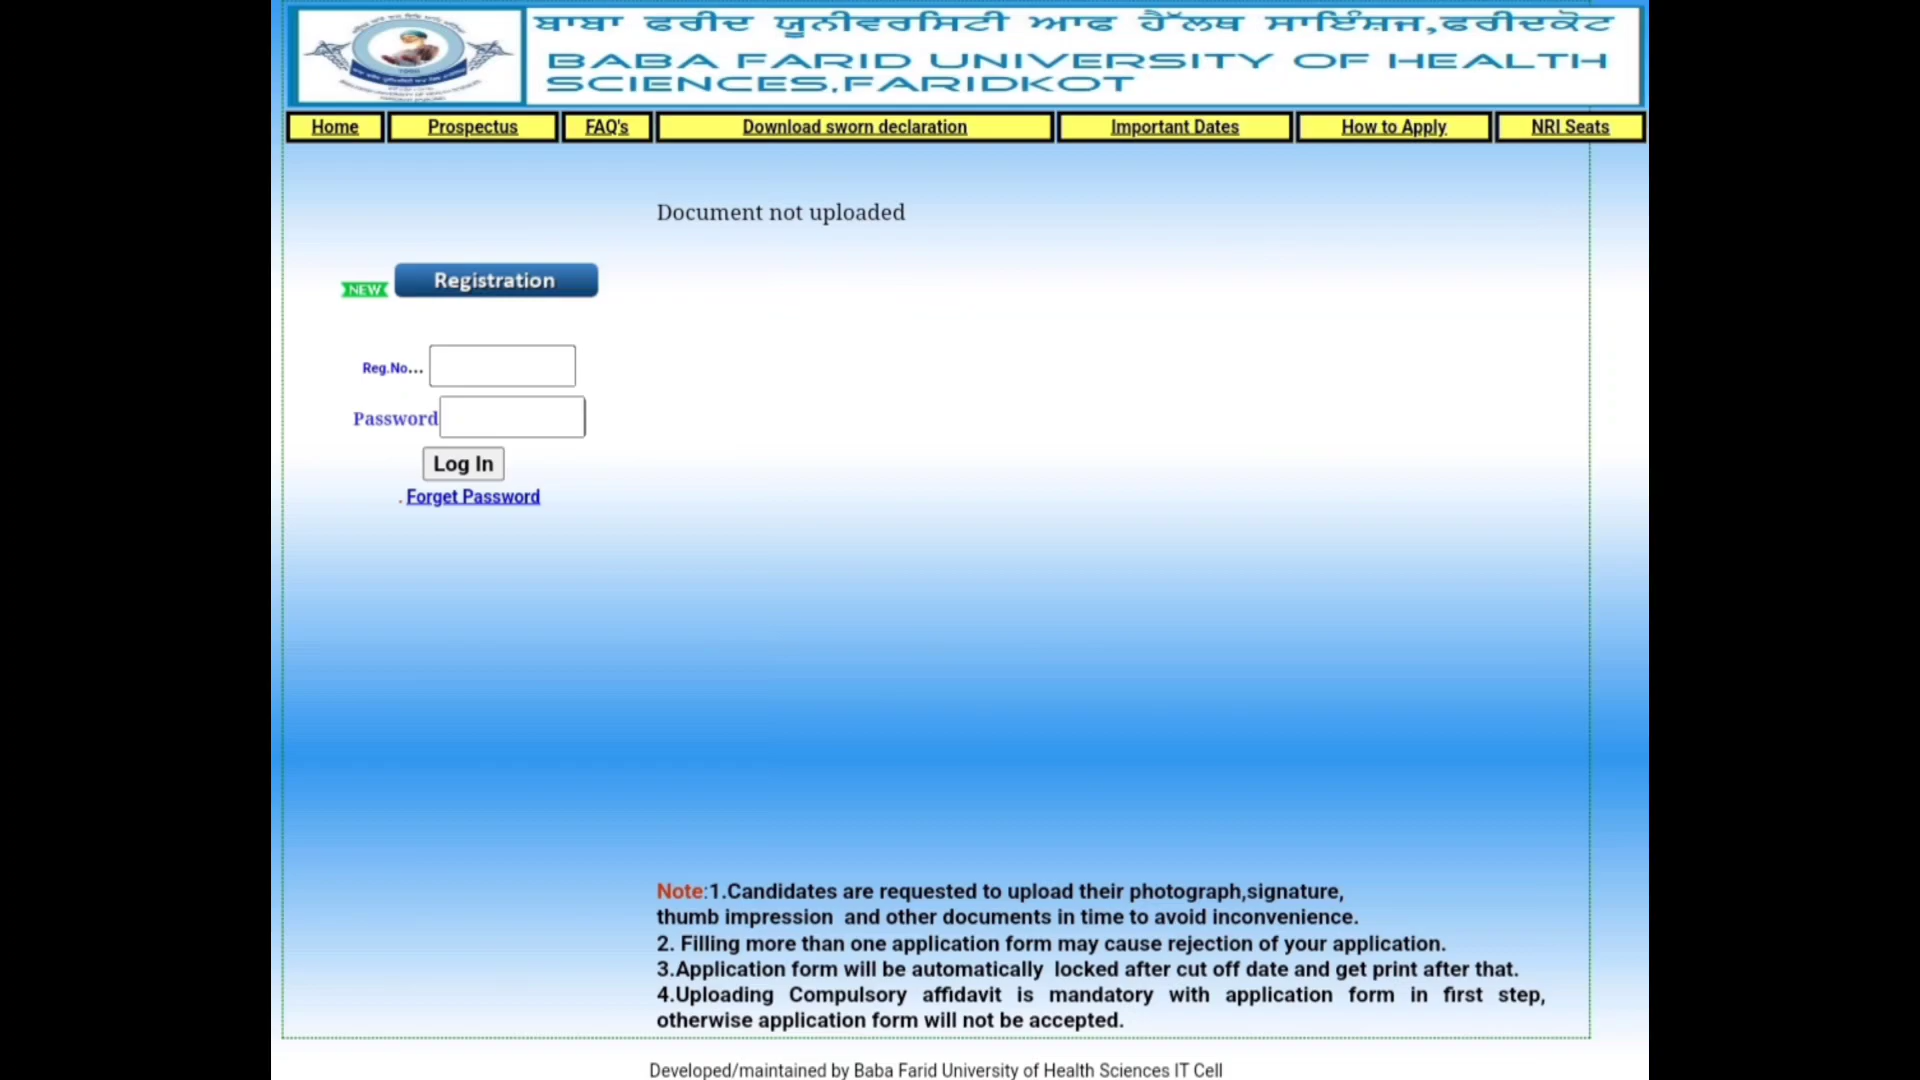 ਬਾਬਾ ਫਰੀਦ ਯੂਨੀਵਰਸਿਟੀ ਆਫ ਹੈੱਲਥ ਸਾਇੰਸਜ,ਫਰੀਦਕੋਟ
BABA FARID UNIVERSITY OF HEALTH
SCIENCES,FARIDKOT
Home Prospectus FAQ's Download sworn declaration Important Dates How to Apply NRI Seats
Document not uploaded
NEW Registration
Reg.No...
Password
Log In
. Forget Password
Note:1.Candidates are requested to upload their photograph,signature,
thumb impression and other documents in time to avoid inconvenience.
2. Filling more than one application form may cause rejection of your application.
3.Application form will be automatically locked after cut off date and get print after that.
4.Uploading Compulsory affidavit is mandatory with application form in first step,
otherwise application form will not be accepted.
Developed/maintained by Baba Farid University of Health Sciences IT Cell